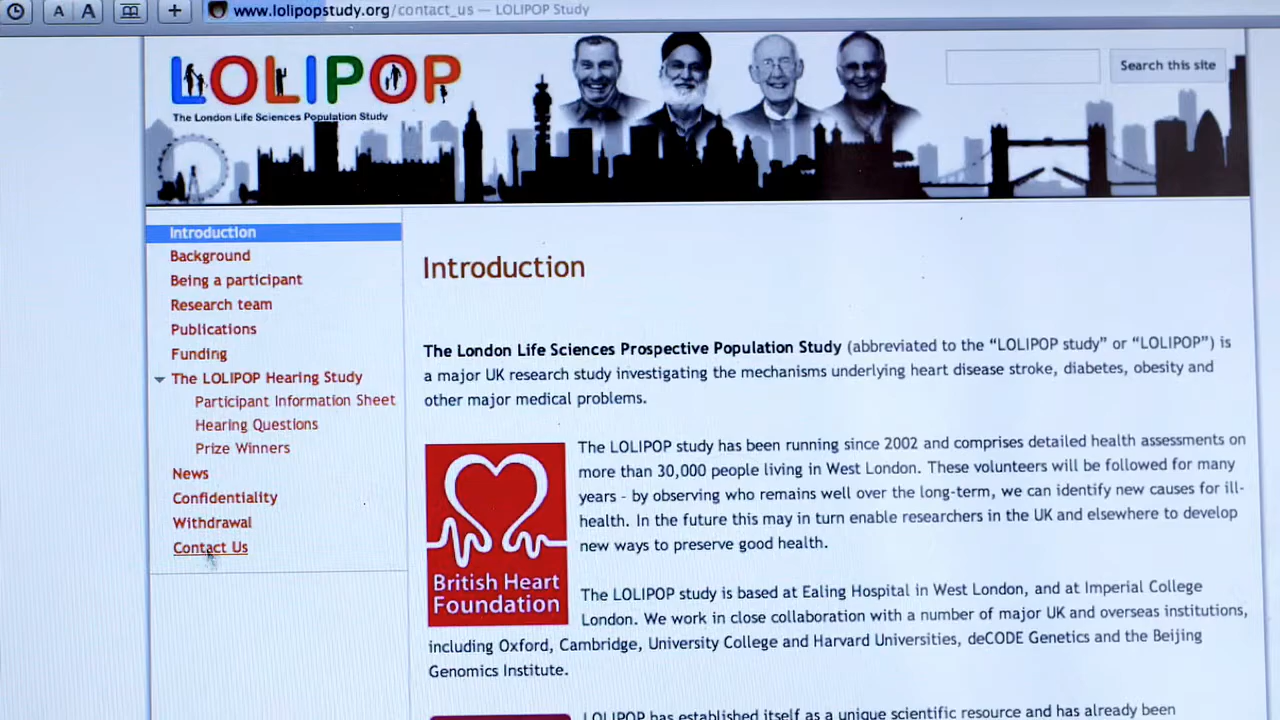 A A + www.lolipopstudy.org/contact_us — LOLIPOP Study
LOLIPOP
The London Life Sciences Population Study
Search this site
Introduction
Background
Being a participant
Research team
Publications
Funding
The LOLIPOP Hearing Study
Participant Information Sheet
Hearing Questions
Prize Winners
News
Confidentiality
Withdrawal
Contact Us
Introduction
The London Life Sciences Prospective Population Study (abbreviated to the “LOLIPOP study” or “LOLIPOP”) is
a major UK research study investigating the mechanisms underlying heart disease stroke, diabetes, obesity and
other major medical problems.
British Heart
Foundation
The LOLIPOP study has been running since 2002 and comprises detailed health assessments on
more than 30,000 people living in West London. These volunteers will be followed for many
years - by observing who remains well over the long-term, we can identify new causes for ill-
health. In the future this may in turn enable researchers in the UK and elsewhere to develop
new ways to preserve good health.
The LOLIPOP study is based at Ealing Hospital in West London, and at Imperial College
London. We work in close collaboration with a number of major UK and overseas institutions,
including Oxford, Cambridge, University College and Harvard Universities, deCODE Genetics and the Beijing
Genomics Institute.
LOLIPOP has established itself as a unique scientific resource and has already been